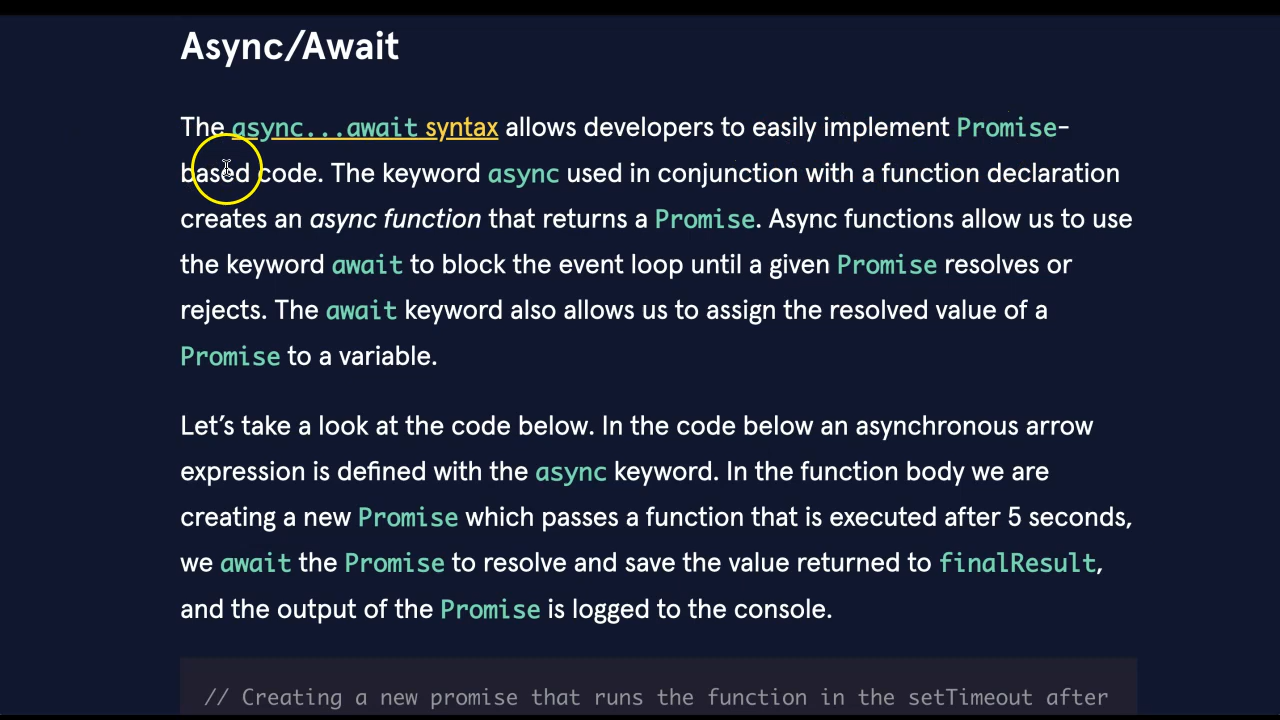 Async/Await
The async...await syntax allows developers to easily implement Promise-
based code. The keyword async used in conjunction with a function declaration
creates an async function that returns a Promise. Async functions allow us to use
the keyword await to block the event loop until a given Promise resolves or
rejects. The await keyword also allows us to assign the resolved value of a
Promise to a variable.
Let’s take a look at the code below. In the code below an asynchronous arrow
expression is defined with the async keyword. In the function body we are
creating a new Promise which passes a function that is executed after 5 seconds,
we await the Promise to resolve and save the value returned to finalResult,
and the output of the Promise is logged to the console.
// Creating a new promise that runs the function in the setTimeout after